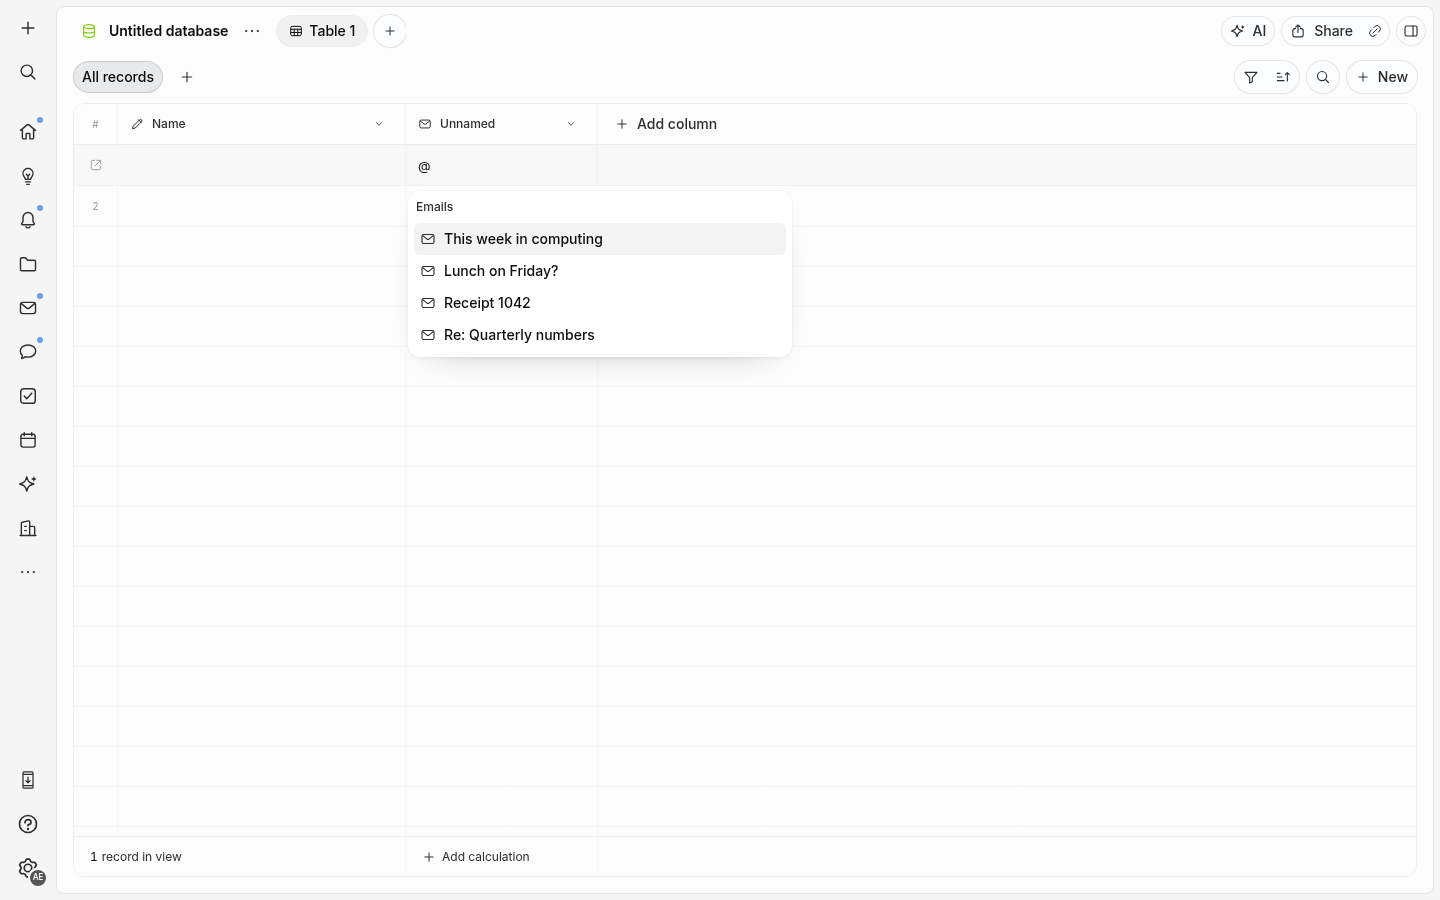 Untitled database
Table 1
AI
Share
All records
New
#
Name
Unnamed
Add column
@
2
Emails
This week in computing
Lunch on Friday?
Receipt 1042
Re: Quarterly numbers
1 record in view
Add calculation
AE